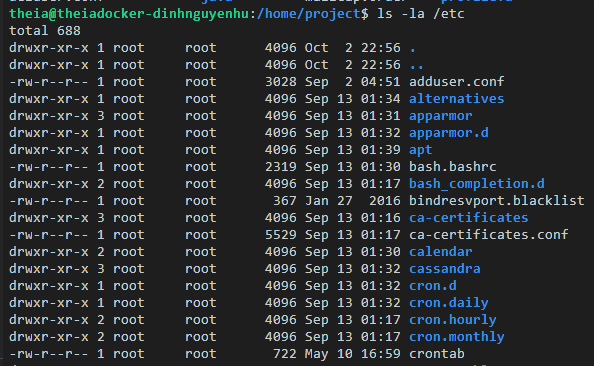 theia@theiadocker-dinhnguyenhu:/home/project$ ls -la /etc
total 688
drwxr-xr-x 1 root     root      4096 Oct  2 22:56 .
drwxr-xr-x 1 root     root      4096 Oct  2 22:56 ..
-rw-r--r-- 1 root     root      3028 Sep  2 04:51 adduser.conf
drwxr-xr-x 1 root     root      4096 Sep 13 01:34 alternatives
drwxr-xr-x 3 root     root      4096 Sep 13 01:31 apparmor
drwxr-xr-x 1 root     root      4096 Sep 13 01:32 apparmor.d
drwxr-xr-x 1 root     root      4096 Sep 13 01:39 apt
-rw-r--r-- 1 root     root      2319 Sep 13 01:30 bash.bashrc
drwxr-xr-x 2 root     root      4096 Sep 13 01:17 bash_completion.d
-rw-r--r-- 1 root     root       367 Jan 27  2016 bindresvport.blacklist
drwxr-xr-x 3 root     root      4096 Sep 13 01:16 ca-certificates
-rw-r--r-- 1 root     root      5529 Sep 13 01:17 ca-certificates.conf
drwxr-xr-x 2 root     root      4096 Sep 13 01:30 calendar
drwxr-xr-x 3 root     root      4096 Sep 13 01:32 cassandra
drwxr-xr-x 1 root     root      4096 Sep 13 01:32 cron.d
drwxr-xr-x 1 root     root      4096 Sep 13 01:32 cron.daily
drwxr-xr-x 2 root     root      4096 Sep 13 01:17 cron.hourly
drwxr-xr-x 2 root     root      4096 Sep 13 01:17 cron.monthly
-rw-r--r-- 1 root     root       722 May 10 16:59 crontab